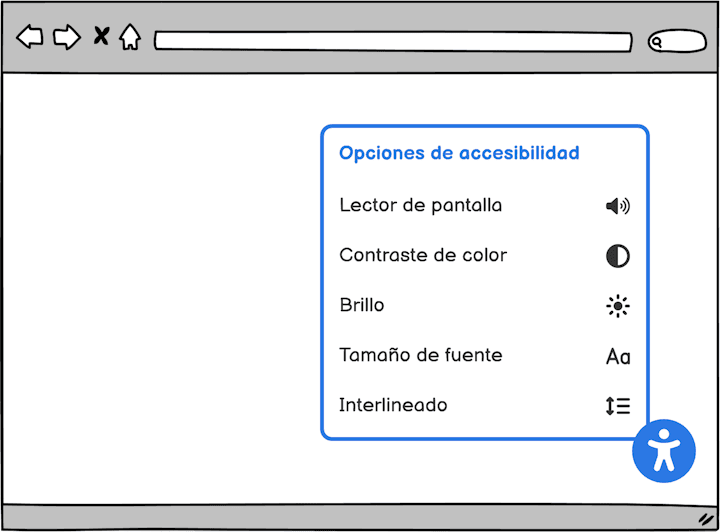 Opciones de accesibilidad
Lector de pantalla
Contraste de color
Brillo
Tamaño de fuente
Aa
Interlineado